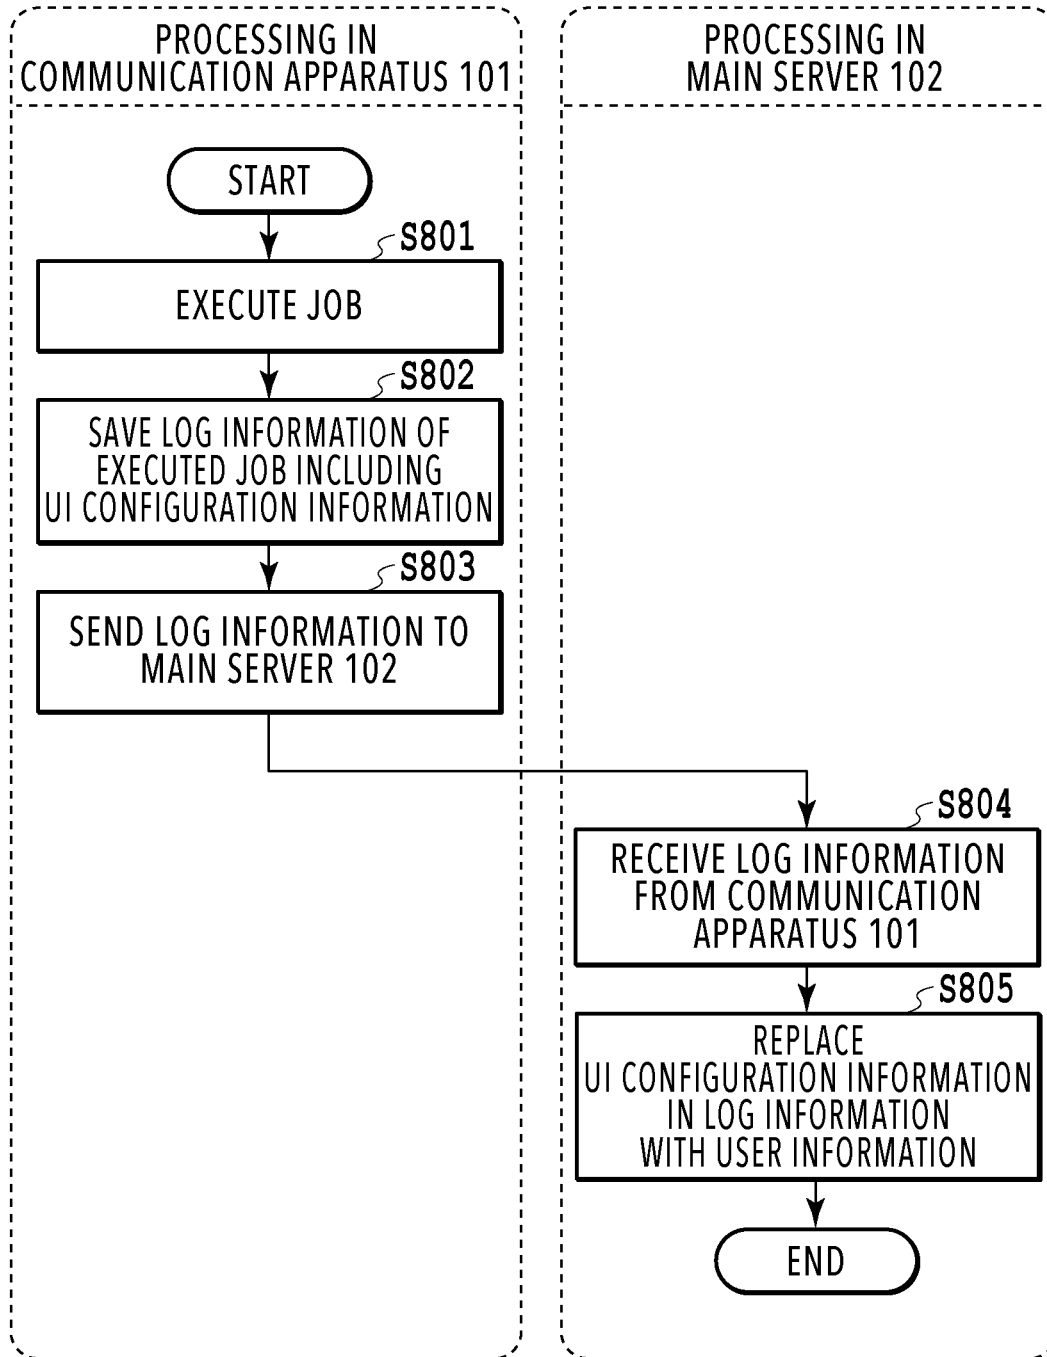 PROCESSING IN
COMMUNICATION APPARATUS 101
START
S801
EXECUTE JOB
S802
SAVE LOG INFORMATION OF
EXECUTED JOB INCLUDING
UI CONFIGURATION INFORMATION
S803
SEND LOG INFORMATION TO
MAIN SERVER 102
PROCESSING IN
MAIN SERVER 102
S804
RECEIVE LOG INFORMATION
FROM COMMUNICATION
APPARATUS 101
S805
REPLACE
UI CONFIGURATION INFORMATION
IN LOG INFORMATION
WITH USER INFORMATION
END